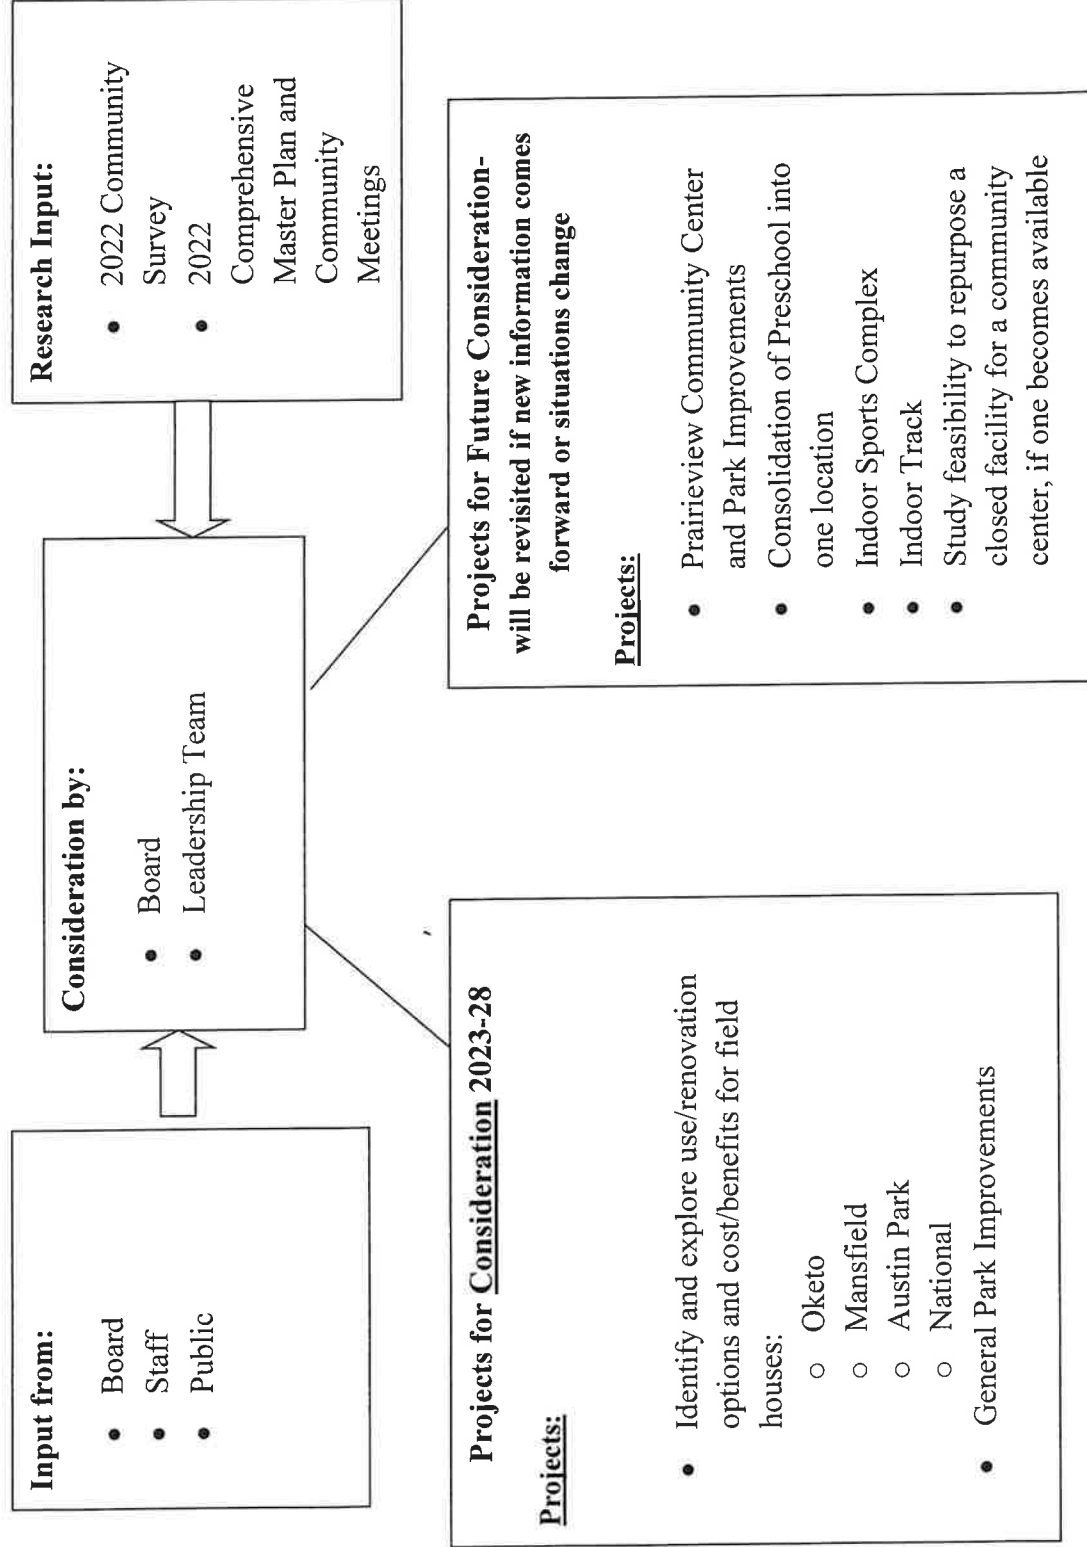 Input from:
• Board
• Staff
• Public
Consideration by:
• Board
• Leadership Team
Research Input:
• 2022 Community
Survey
• 2022
Comprehensive
Master Plan and
Community
Meetings
Projects for Consideration 2023-28
Projects:
• Identify and explore use/renovation
options and cost/benefits for field
houses:
○ Oketo
○ Mansfield
○ Austin Park
○ National
• General Park Improvements
Projects for Future Consideration-
will be revisited if new information comes
forward or situations change
Projects:
• Prairieview Community Center
and Park Improvements
• Consolidation of Preschool into
one location
• Indoor Sports Complex
• Indoor Track
• Study feasibility to repurpose a
closed facility for a community
center, if one becomes available